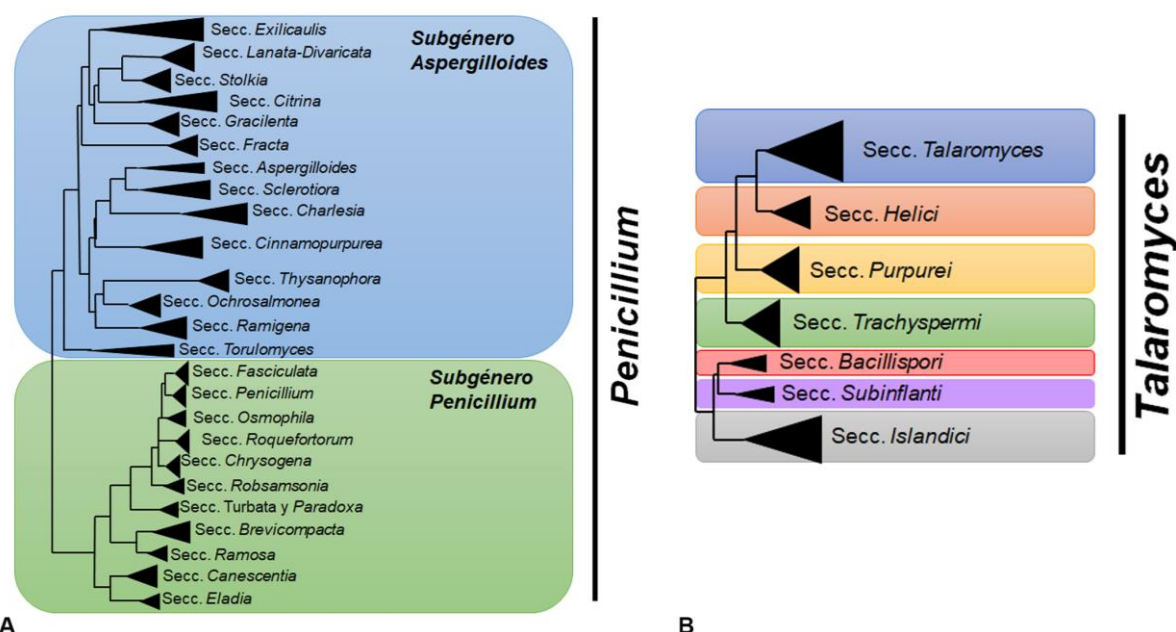 Subgénero
Aspergilloides
Secc. Exilicaulis
Secc. Lanata-Divaricata
Secc. Stolkia
Secc. Citrina
Secc. Gracilenta
Secc. Fracta
Secc. Aspergilloides
Secc. Sclerotiora
Secc. Charlesia
Secc. Cinnamopurpurea
Secc. Thysanophora
Secc. Ochrosalmonea
Secc. Ramigena
Secc. Torulomyces
Subgénero
Penicillium
Secc. Fasciculata
Secc. Penicillium
Secc. Osmophila
Secc. Roquefortorum
Secc. Chrysogena
Secc. Robsamsonia
Secc. Turbata y Paradoxa
Secc. Brevicompacta
Secc. Ramosa
Secc. Canescentia
Secc. Eladia
Penicillium
A
Secc. Talaromyces
Secc. Helici
Secc. Purpurei
Secc. Trachyspermi
Secc. Bacillispori
Secc. Subinflanti
Secc. Islandici
Talaromyces
B